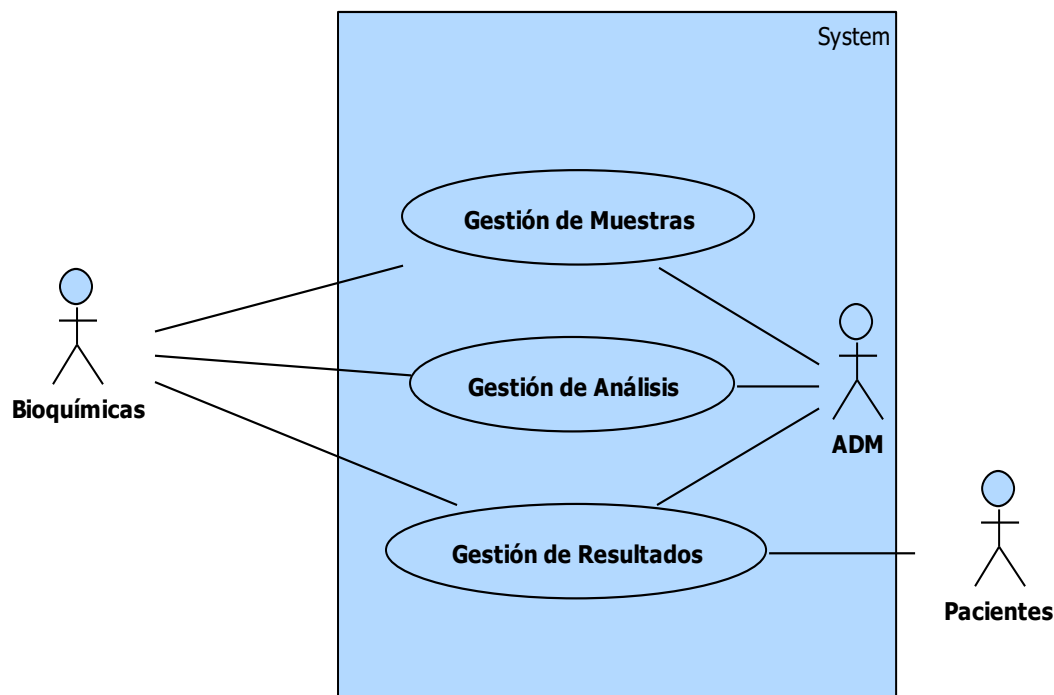 System
Gestión de Muestras
Bioquímicas
Gestión de Análisis
ADM
Gestión de Resultados
Pacientes